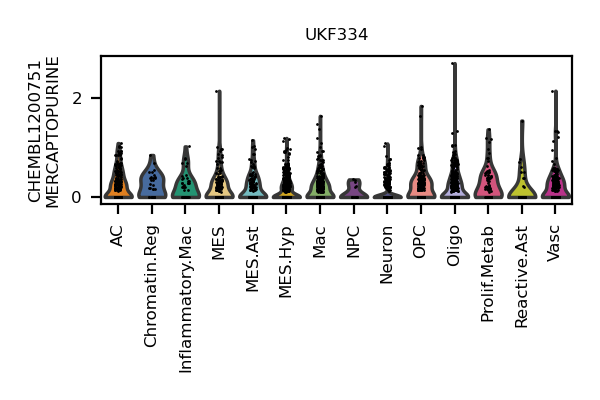 UKF334
CHEMBL1200751
MERCAPTOPURINE
2
0
AC
Chromatin.Reg
Inflammatory.Mac
MES
MES.Ast
MES.Hyp
Mac
NPC
Neuron
OPC
Oligo
Prolif.Metab
Reactive.Ast
Vasc